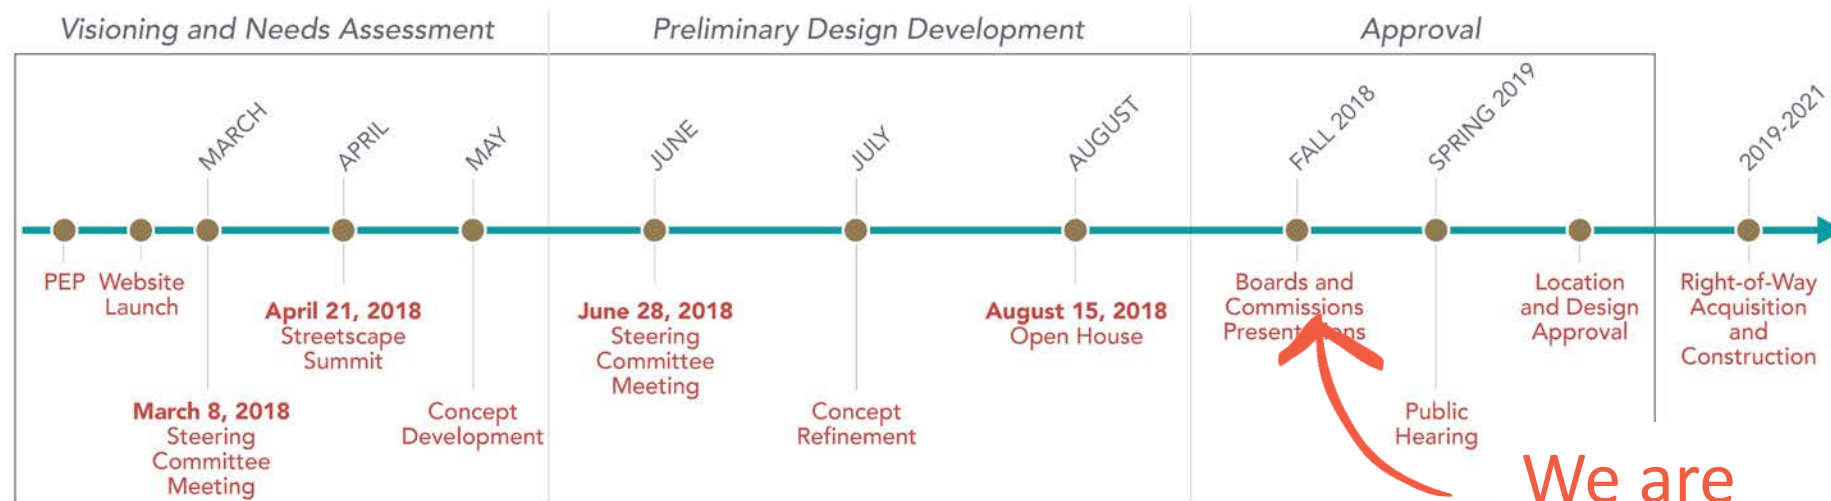 Visioning and Needs Assessment
Preliminary Design Development
Approval
MARCH
APRIL
MAY
JUNE
JULY
AUGUST
FALL 2018
SPRING 2019
2019-2021
PEP
Website
Launch
March 8, 2018
Steering
Committee
Meeting
April 21, 2018
Streetscape
Summit
Concept
Development
June 28, 2018
Steering
Committee
Meeting
Concept
Refinement
August 15, 2018
Open House
Boards and
Commissions
Presentations
Public
Hearing
Location
and Design
Approval
Right-of-Way
Acquisition
and
Construction
We are